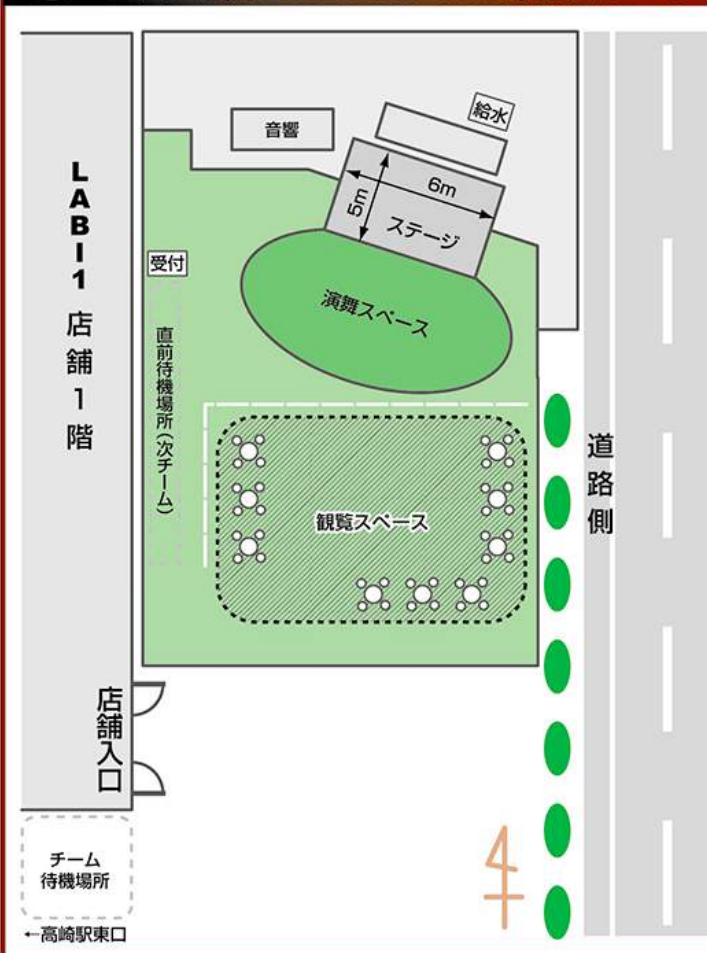 給水
音響
6m
5m
ステージ
LABI1 店舗1階
受付
演舞スペース
直前待機場所(次チーム)
道路側
観覧スペース
店舗入口
チーム
待機場所
←高崎駅東口